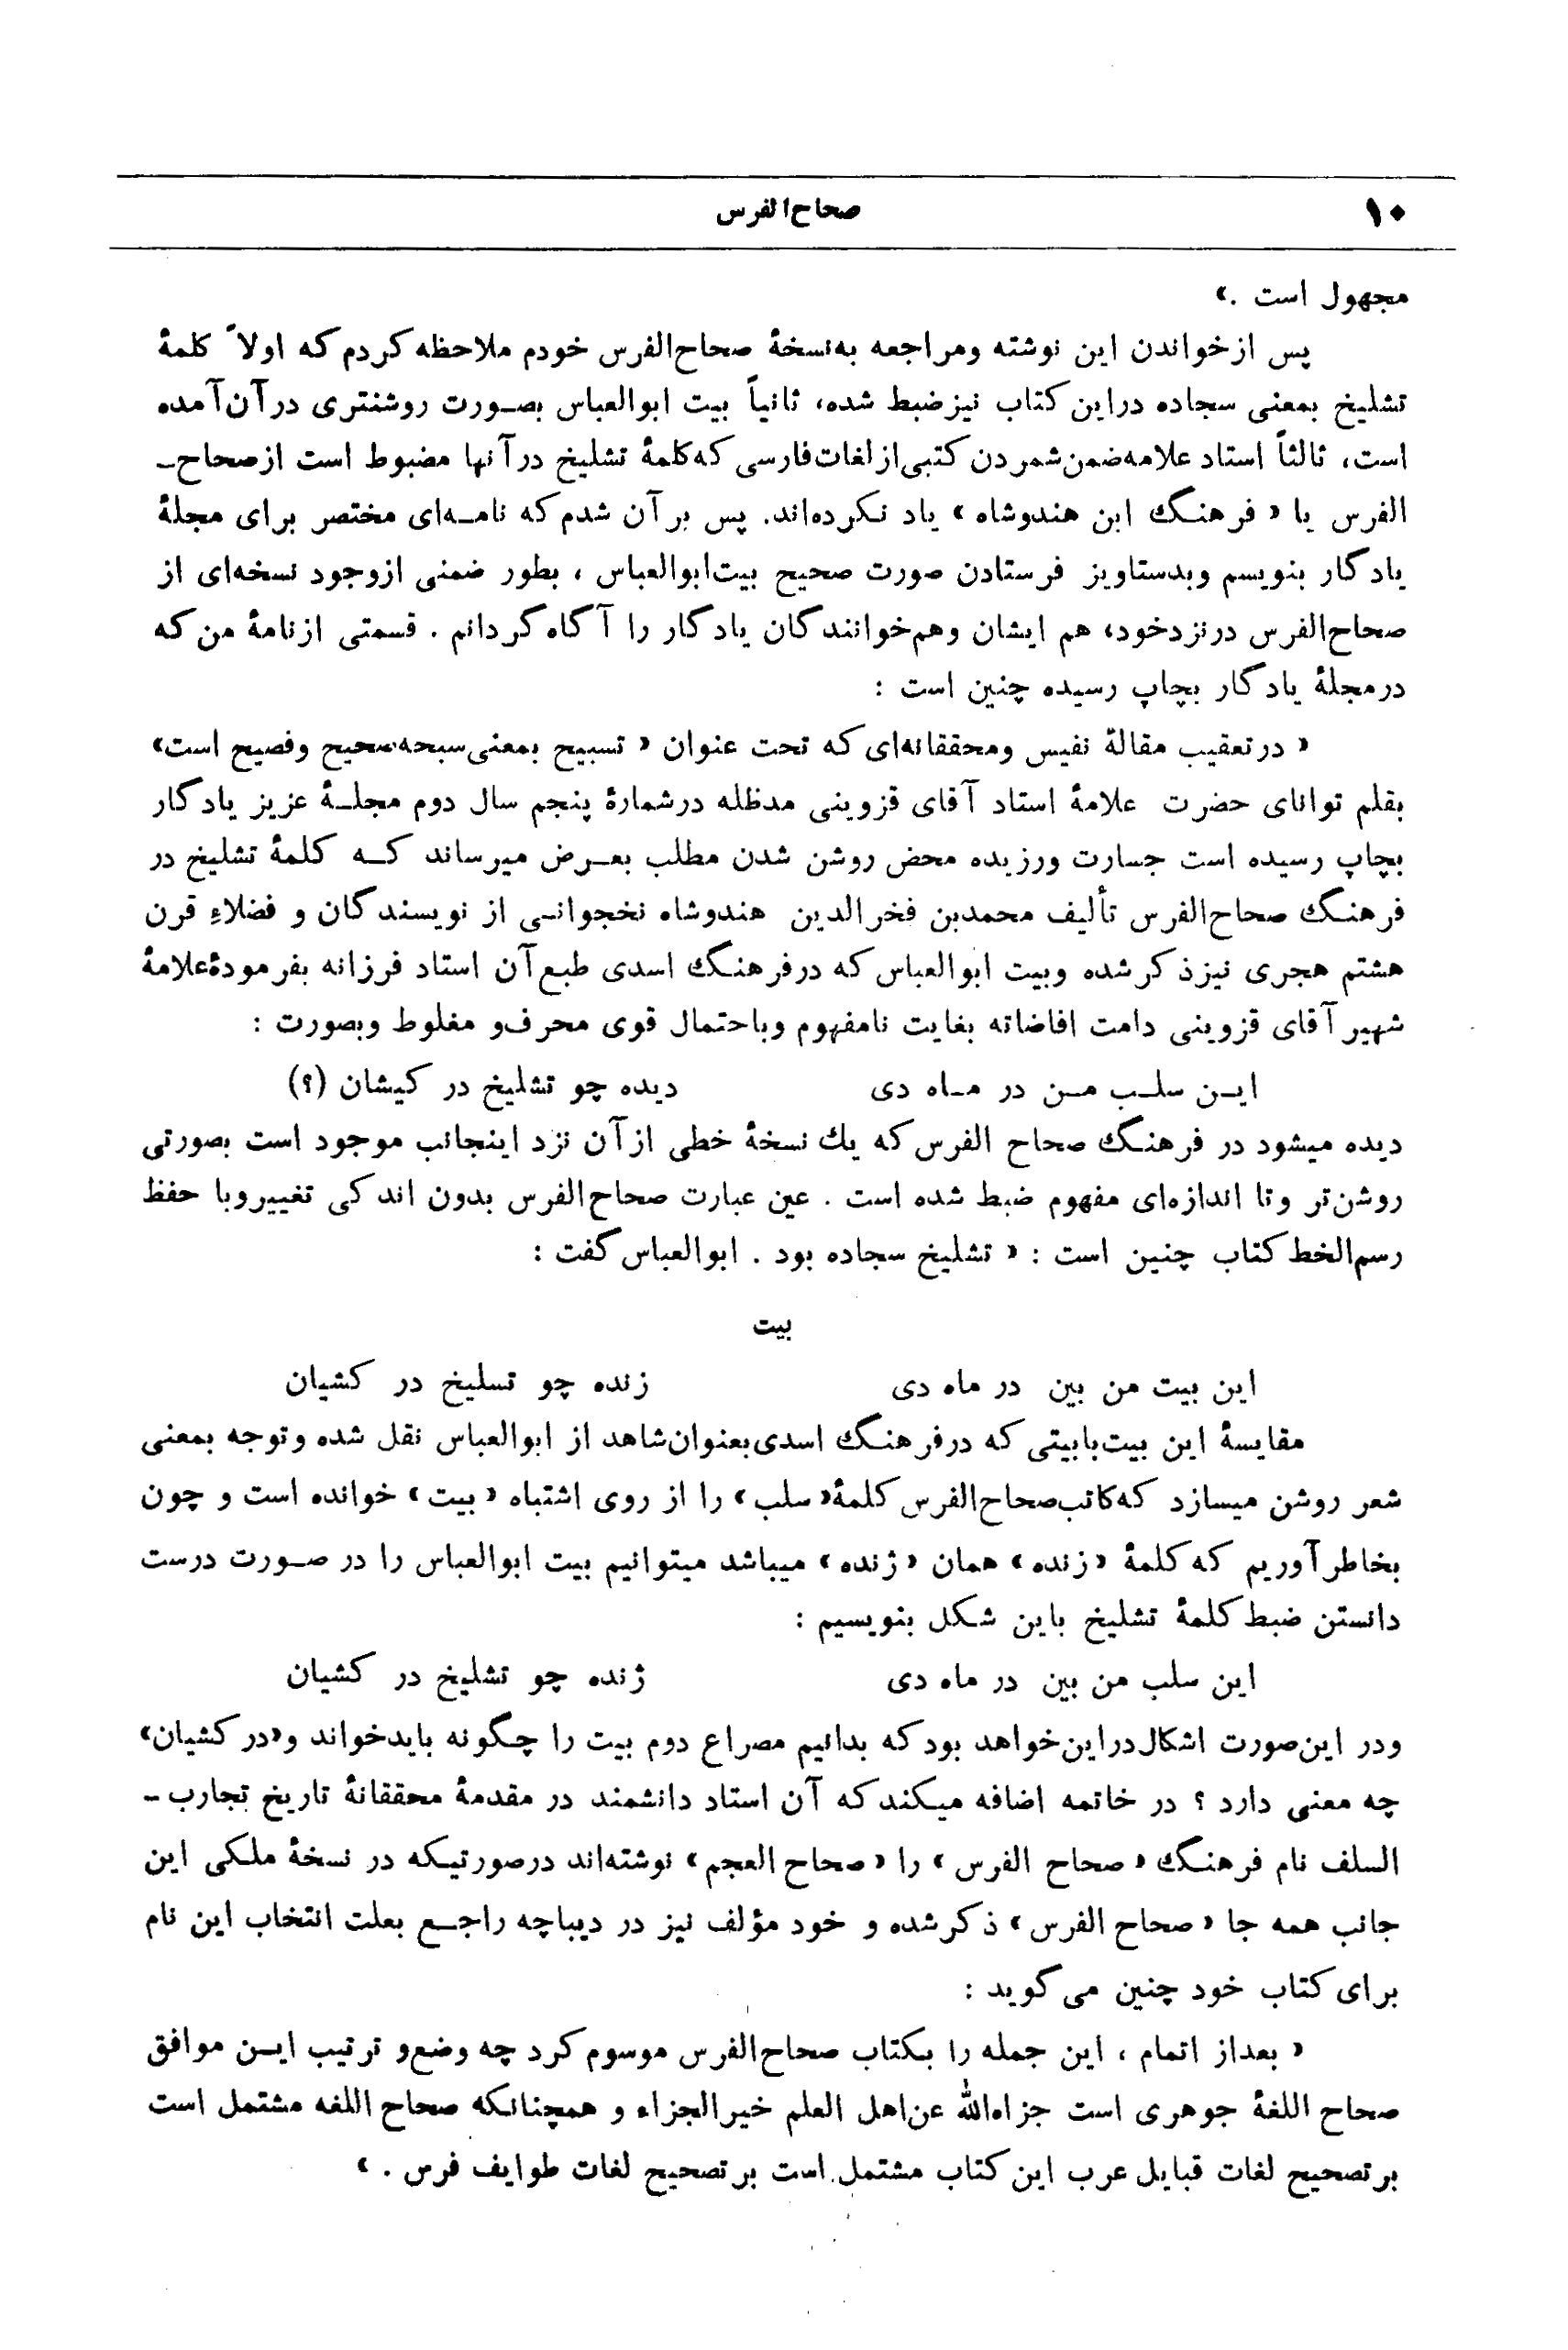 ۱۰ صحاح‌الفرس
مجهول است .»
پس ازخواندن این نوشته ومراجعه به‌نسخهٔ صحاح‌الفرس خودم ملاحظه کردم که اولاً کلمهٔ
تشلیخ بمعنی سجاده دراین کتاب نیزضبط شده، ثانیاً بیت ابوالعباس بصورت روشنتری درآن‌آمده
است، ثالثاً استاد علامه‌ضمن‌شمردن کتبی‌ازلغات‌فارسی که‌کلمهٔ تشلیخ درآنها مضبوط است ازصحاح-
الفرس یا « فرهنگ ابن هندوشاه » یاد نکرده‌اند. پس برآن شدم که نامه‌ای مختصر برای مجلهٔ
یادگار بنویسم وبدستاویز فرستادن صورت صحیح بیت‌ابوالعباس ، بطور ضمنی ازوجود نسخه‌ای از
صحاح‌الفرس درنزدخود، هم ایشان وهم‌خوانندگان یادگار را آگاه‌گردانم . قسمتی ازنامهٔ من که
درمجلهٔ یادگار بچاپ رسیده چنین است :
« درتعقیب مقالهٔ نفیس ومحققانه‌ای که تحت عنوان « تسبیح بمعنی‌سبحه‌صحیح وفصیح است»
بقلم توانای حضرت علامهٔ استاد آقای قزوینی مدظله درشمارهٔ پنجم سال دوم مجلهٔ عزیز یادگار
بچاپ رسیده است جسارت ورزیده محض روشن شدن مطلب بعرض میرساند که کلمهٔ تشلیخ در
فرهنگ صحاح‌الفرس تألیف محمدبن فخرالدین هندوشاه نخجوانی از نویسندگان و فضلاءِ قرن
هشتم هجری نیزذکرشده وبیت ابوالعباس که درفرهنگ اسدی طبع‌آن استاد فرزانه بفرمودهٔ‌علامهٔ
شهیرآقای قزوینی دامت افاضاته بغایت نامفهوم وباحتمال قوی محرف‌و مغلوط وبصورت :
این سلب من در ماه دی دیده چو تشلیخ در کیشان (؟)
دیده میشود در فرهنگ صحاح الفرس که یك نسخهٔ خطی ازآن نزد اینجانب موجود است بصورتی
روشن‌تر وتا اندازه‌ای مفهوم ضبط شده است . عین عبارت صحاح‌الفرس بدون اندکی تغییروبا حفظ
رسم‌الخط کتاب چنین است : « تشلیخ سجاده بود . ابوالعباس گفت :
بیت
این بیت من بین در ماه دی زنده چو تسلیخ در کشیان
مقایسهٔ این بیت‌بابیتی که درفرهنگ اسدی‌بعنوان‌شاهد از ابوالعباس نقل شده وتوجه بمعنی
شعر روشن میسازد که‌کاتب‌صحاح‌الفرس کلمهٔ« سلب » را از روی اشتباه « بیت » خوانده است و چون
بخاطرآوریم که کلمهٔ «زنده» همان «ژنده» میباشد میتوانیم بیت ابوالعباس را در صورت درست
دانستن ضبط کلمهٔ تشلیخ باین شکل بنویسیم :
این سلب من بین در ماه دی ژنده چو تشلیخ در کشیان
ودر این‌صورت اشکال‌دراین‌خواهد بودکه بدانیم مصراع دوم بیت را چگونه بایدخواند و«در کشیان»
چه معنی دارد ؟ در خاتمه اضافه میکندکه آن استاد دانشمند در مقدمهٔ محققانهٔ تاریخ تجارب -
السلف نام فرهنگ « صحاح الفرس » را « صحاح العجم » نوشته‌اند درصورتیکه در نسخهٔ ملکی این
جانب همه جا « صحاح الفرس » ذکرشده و خود مؤلف نیز در دیباچه راجع بعلت انتخاب این نام
برای کتاب خود چنین می‌گوید :
« بعداز اتمام ، این جمله را بکتاب صحاح‌الفرس موسوم کرد چه وضع‌و ترتیب این موافق
صحاح اللغهٔ جوهری است جزاه‌الله عن‌اهل العلم خیرالجزاء و همچنانکه صحاح اللغه مشتمل است
برتصحیح لغات قبایل عرب این کتاب مشتمل است برتصحیح لغات طوایف فرس . »